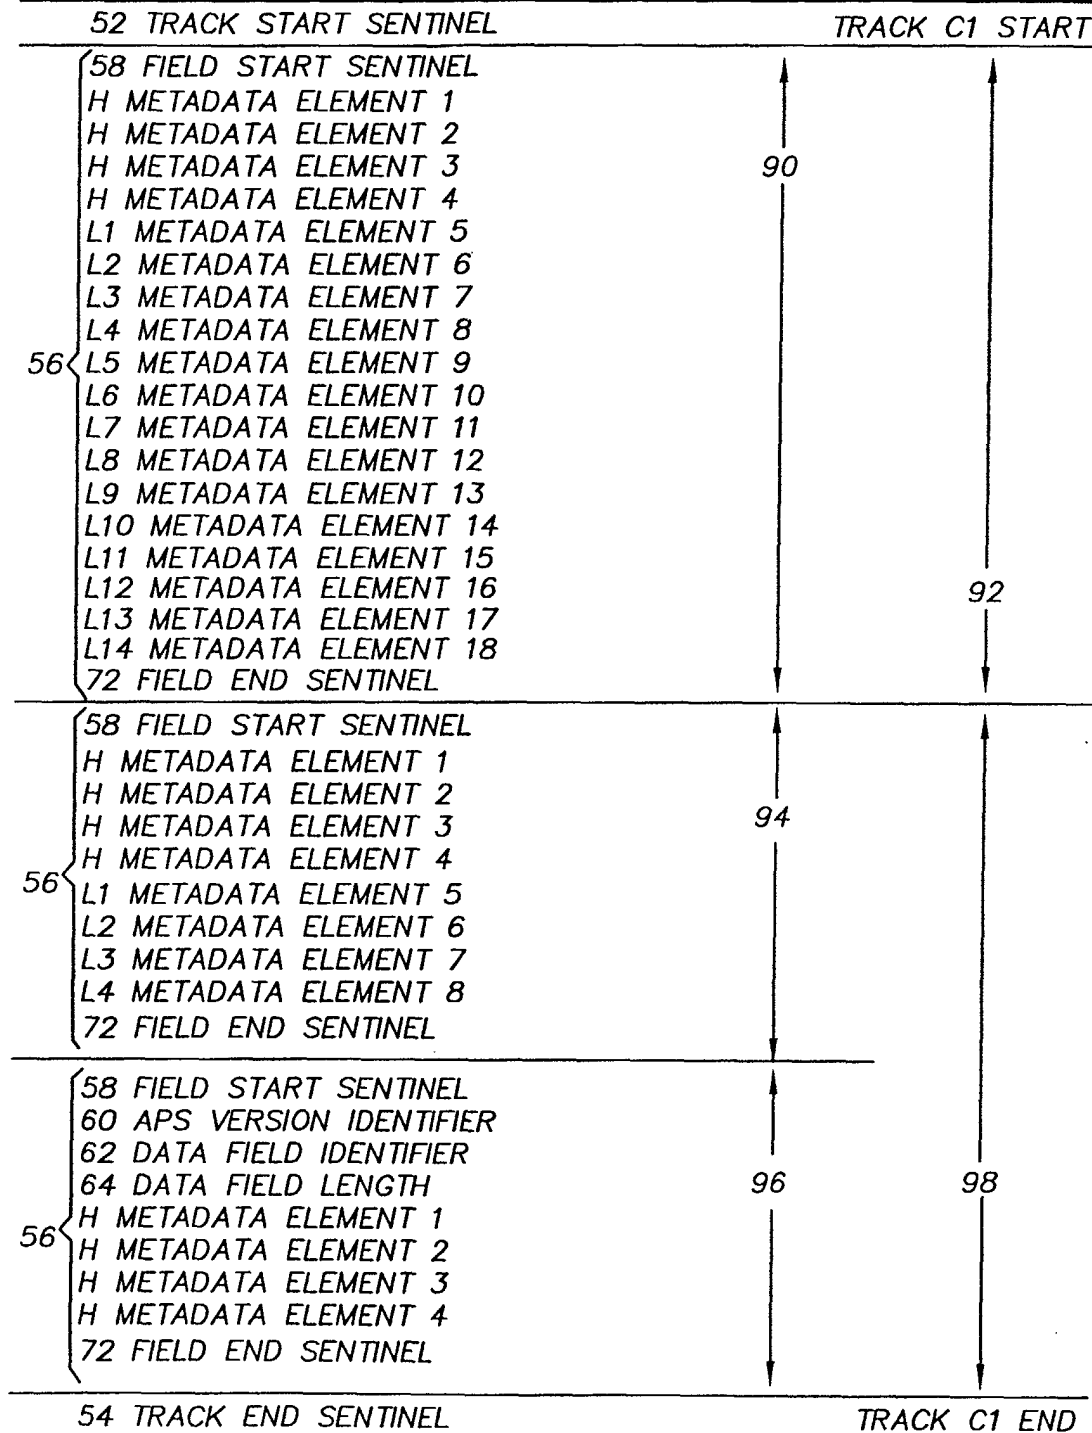 52 TRACK START SENTINEL TRACK C1 START
58 FIELD START SENTINEL
H METADATA ELEMENT 1
H METADATA ELEMENT 2
H METADATA ELEMENT 3 90
H METADATA ELEMENT 4
L1 METADATA ELEMENT 5
L2 METADATA ELEMENT 6
L3 METADATA ELEMENT 7
L4 METADATA ELEMENT 8
56 L5 METADATA ELEMENT 9
L6 METADATA ELEMENT 10
L7 METADATA ELEMENT 11
L8 METADATA ELEMENT 12
L9 METADATA ELEMENT 13
L10 METADATA ELEMENT 14
L11 METADATA ELEMENT 15
L12 METADATA ELEMENT 16 92
L13 METADATA ELEMENT 17
L14 METADATA ELEMENT 18
72 FIELD END SENTINEL
58 FIELD START SENTINEL
H METADATA ELEMENT 1
H METADATA ELEMENT 2
H METADATA ELEMENT 3 94
H METADATA ELEMENT 4
56 L1 METADATA ELEMENT 5
L2 METADATA ELEMENT 6
L3 METADATA ELEMENT 7
L4 METADATA ELEMENT 8
72 FIELD END SENTINEL
58 FIELD START SENTINEL
60 APS VERSION IDENTIFIER
62 DATA FIELD IDENTIFIER
64 DATA FIELD LENGTH 96 98
H METADATA ELEMENT 1
56 H METADATA ELEMENT 2
H METADATA ELEMENT 3
H METADATA ELEMENT 4
72 FIELD END SENTINEL
54 TRACK END SENTINEL TRACK C1 END